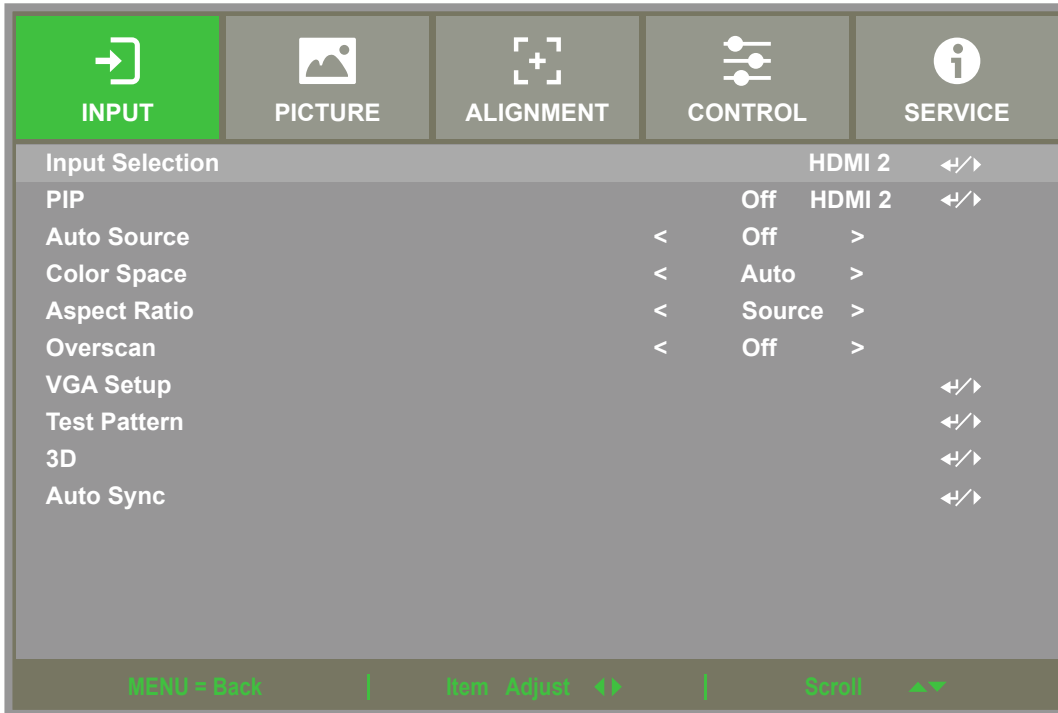 INPUT PICTURE ALIGNMENT CONTROL SERVICE
Input Selection HDMI 2
PIP Off HDMI 2
Auto Source < Off >
Color Space < Auto >
Aspect Ratio < Source >
Overscan < Off >
VGA Setup
Test Pattern
3D
Auto Sync
MENU = Back | Item Adjust | Scroll